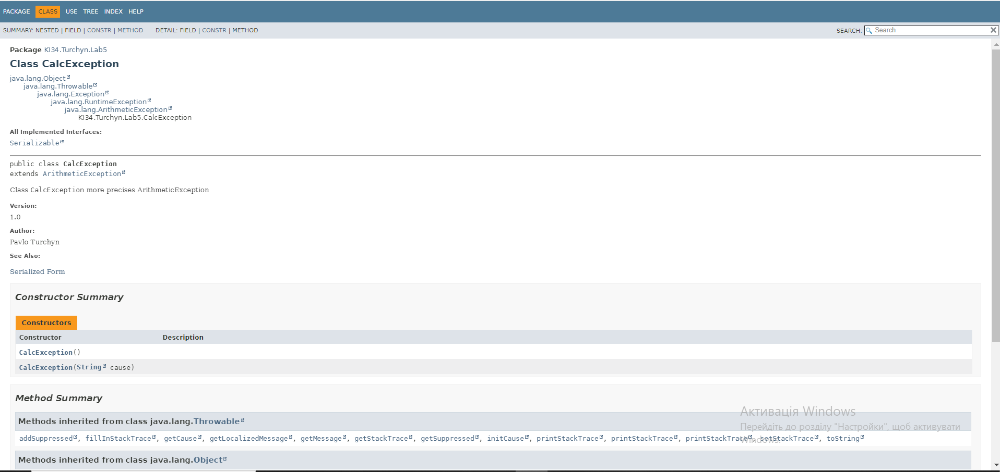 PACKAGE CLASS USE TREE INDEX HELP
SUMMARY: NESTED | FIELD | CONSTR | METHOD DETAIL: FIELD | CONSTR | METHOD SEARCH: Search
Package KI34.Turchyn.Lab5
Class CalcException
java.lang.Object
java.lang.Throwable
java.lang.Exception
java.lang.RuntimeException
java.lang.ArithmeticException
KI34.Turchyn.Lab5.CalcException
All Implemented Interfaces:
Serializable
public class CalcException
extends ArithmeticException
Class CalcException more precises ArithmeticException
Version:
1.0
Author:
Pavlo Turchyn
See Also:
Serialized Form
Constructor Summary
Constructors
Constructor Description
CalcException()
CalcException(String cause)
Method Summary
Methods inherited from class java.lang.Throwable
addSuppressed, fillInStackTrace, getCause, getLocalizedMessage, getMessage, getStackTrace, getSuppressed, initCause, printStackTrace, printStackTrace, printStackTrace, setStackTrace, toString
Methods inherited from class java.lang.Object
Активація Windows
Перейдіть до розділу "Настройки", щоб активувати
Windows.